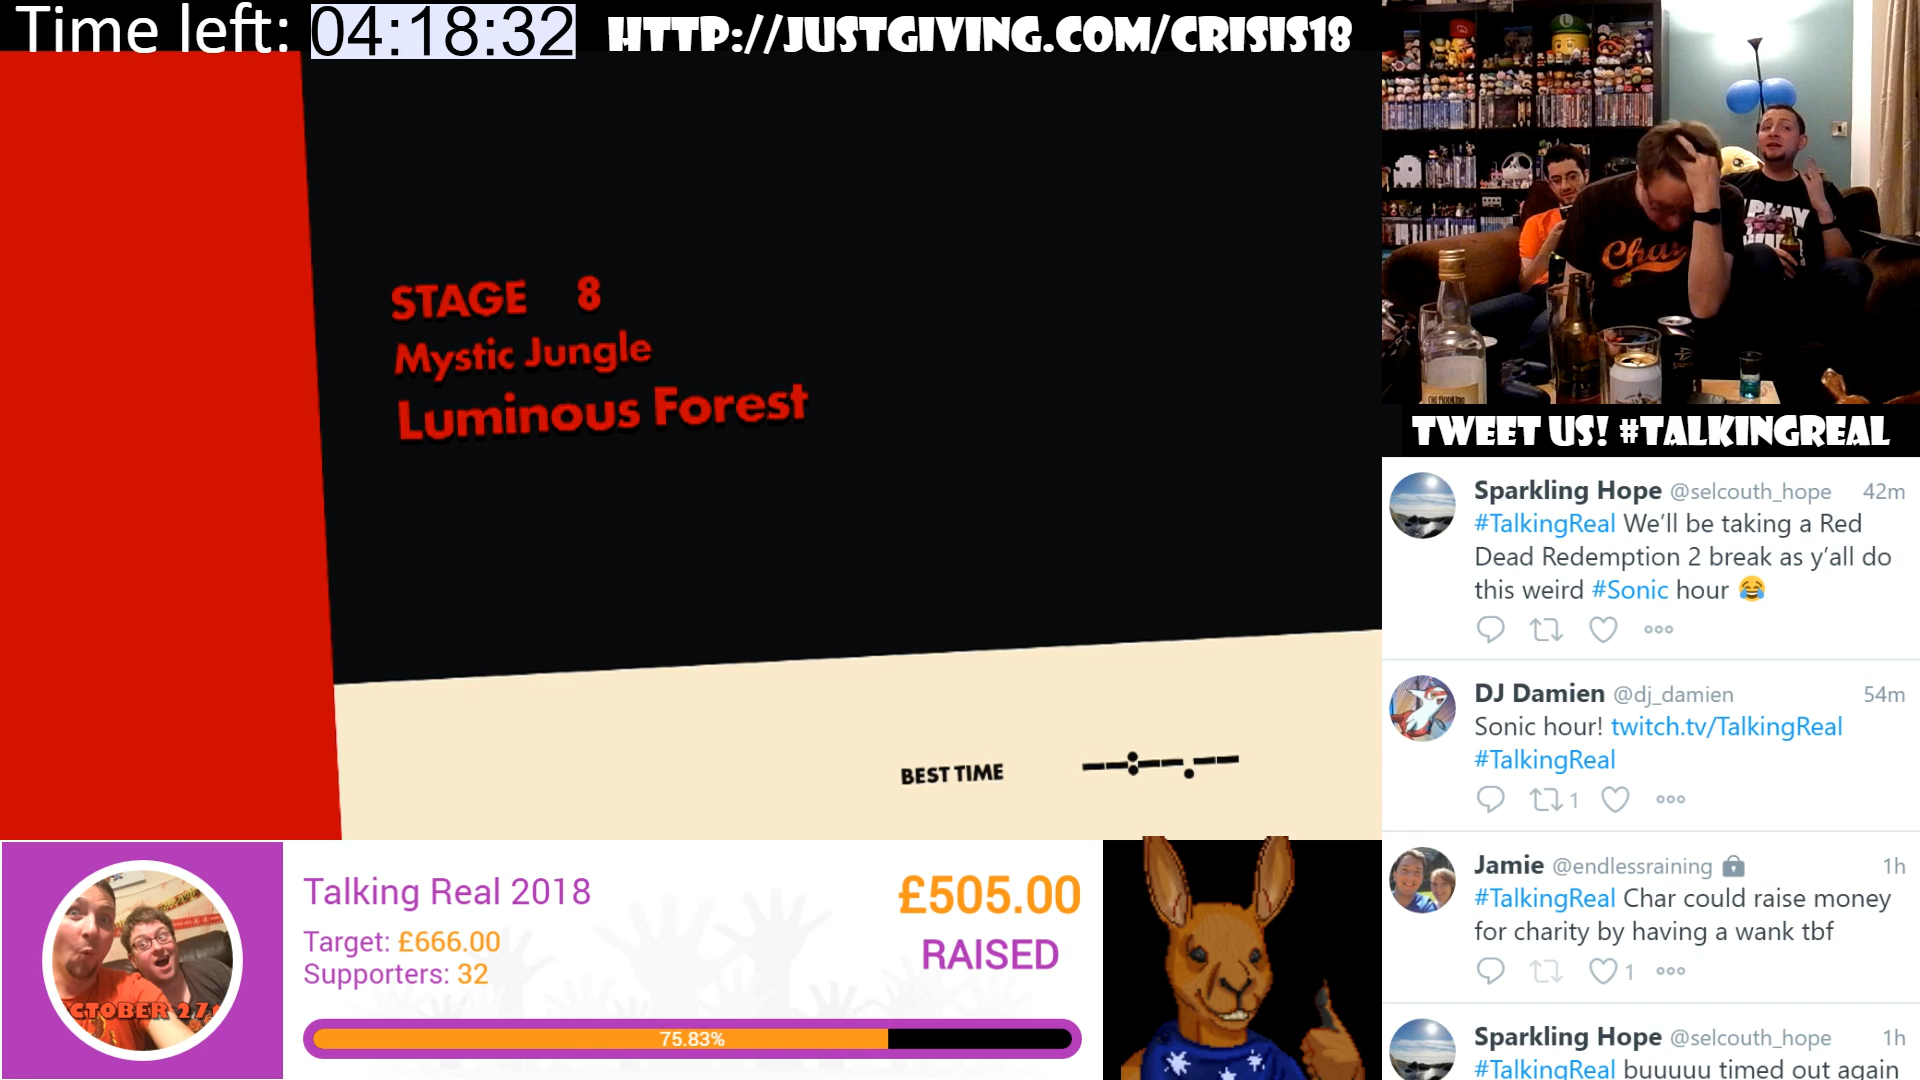 Time left: 04:18:32
HTTP://JUSTGIVING.COM/CRISIS18
STAGE 8
Mystic Jungle
Luminous Forest
BEST TIME --:--.--
TWEET US! #TALKINGREAL
Sparkling Hope @selcouth_hope 42m
#TalkingReal We’ll be taking a Red
Dead Redemption 2 break as y’all do
this weird #Sonic hour 😂
DJ Damien @dj_damien 54m
Sonic hour! twitch.tv/TalkingReal
#TalkingReal
1
Jamie @endlessraining 1h
#TalkingReal Char could raise money
for charity by having a wank tbf
1
Sparkling Hope @selcouth_hope 1h
#TalkingReal buuuuu timed out again
CTOBER 27
Talking Real 2018
Target: £666.00
Supporters: 32
£505.00
RAISED
75.83%